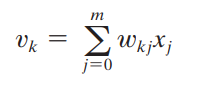 v_k = \sum_{j=0}^{m} w_{kj} x_j